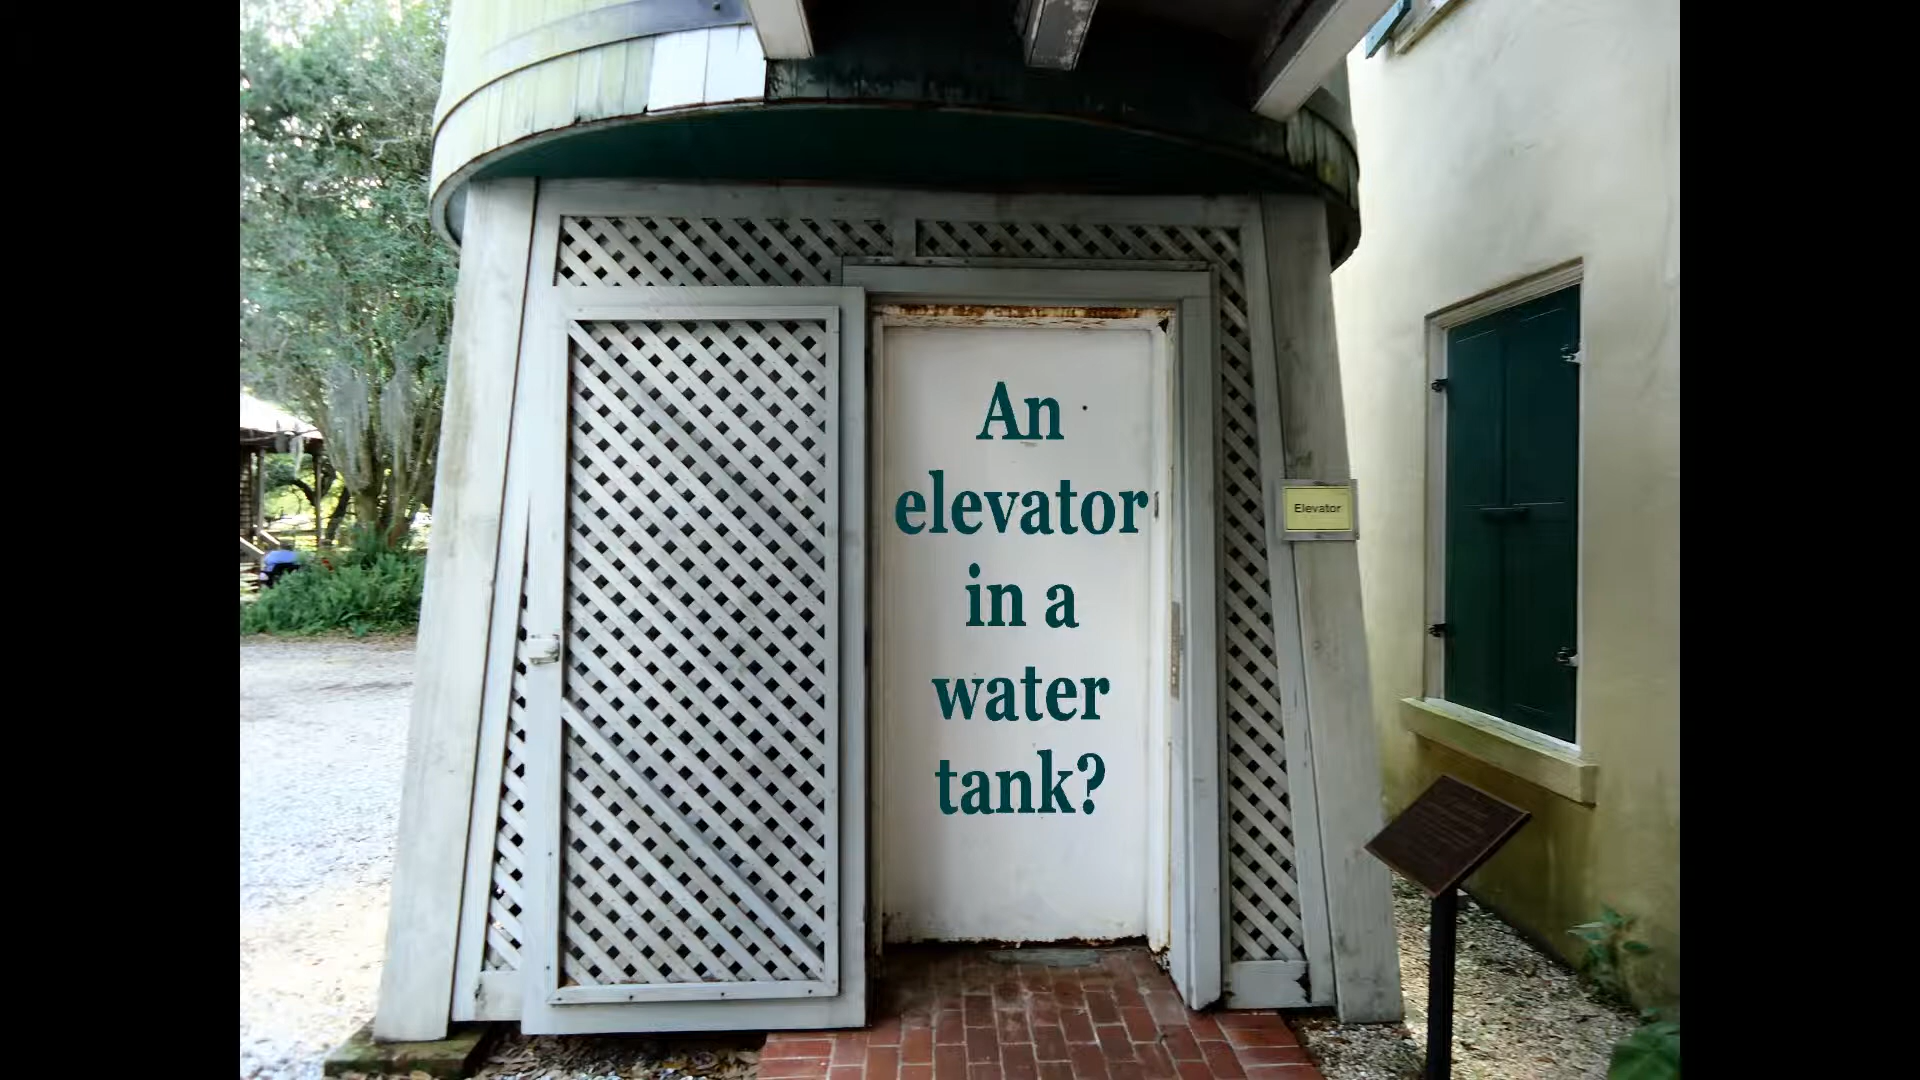 An
elevator
in a
water
tank?
Elevator